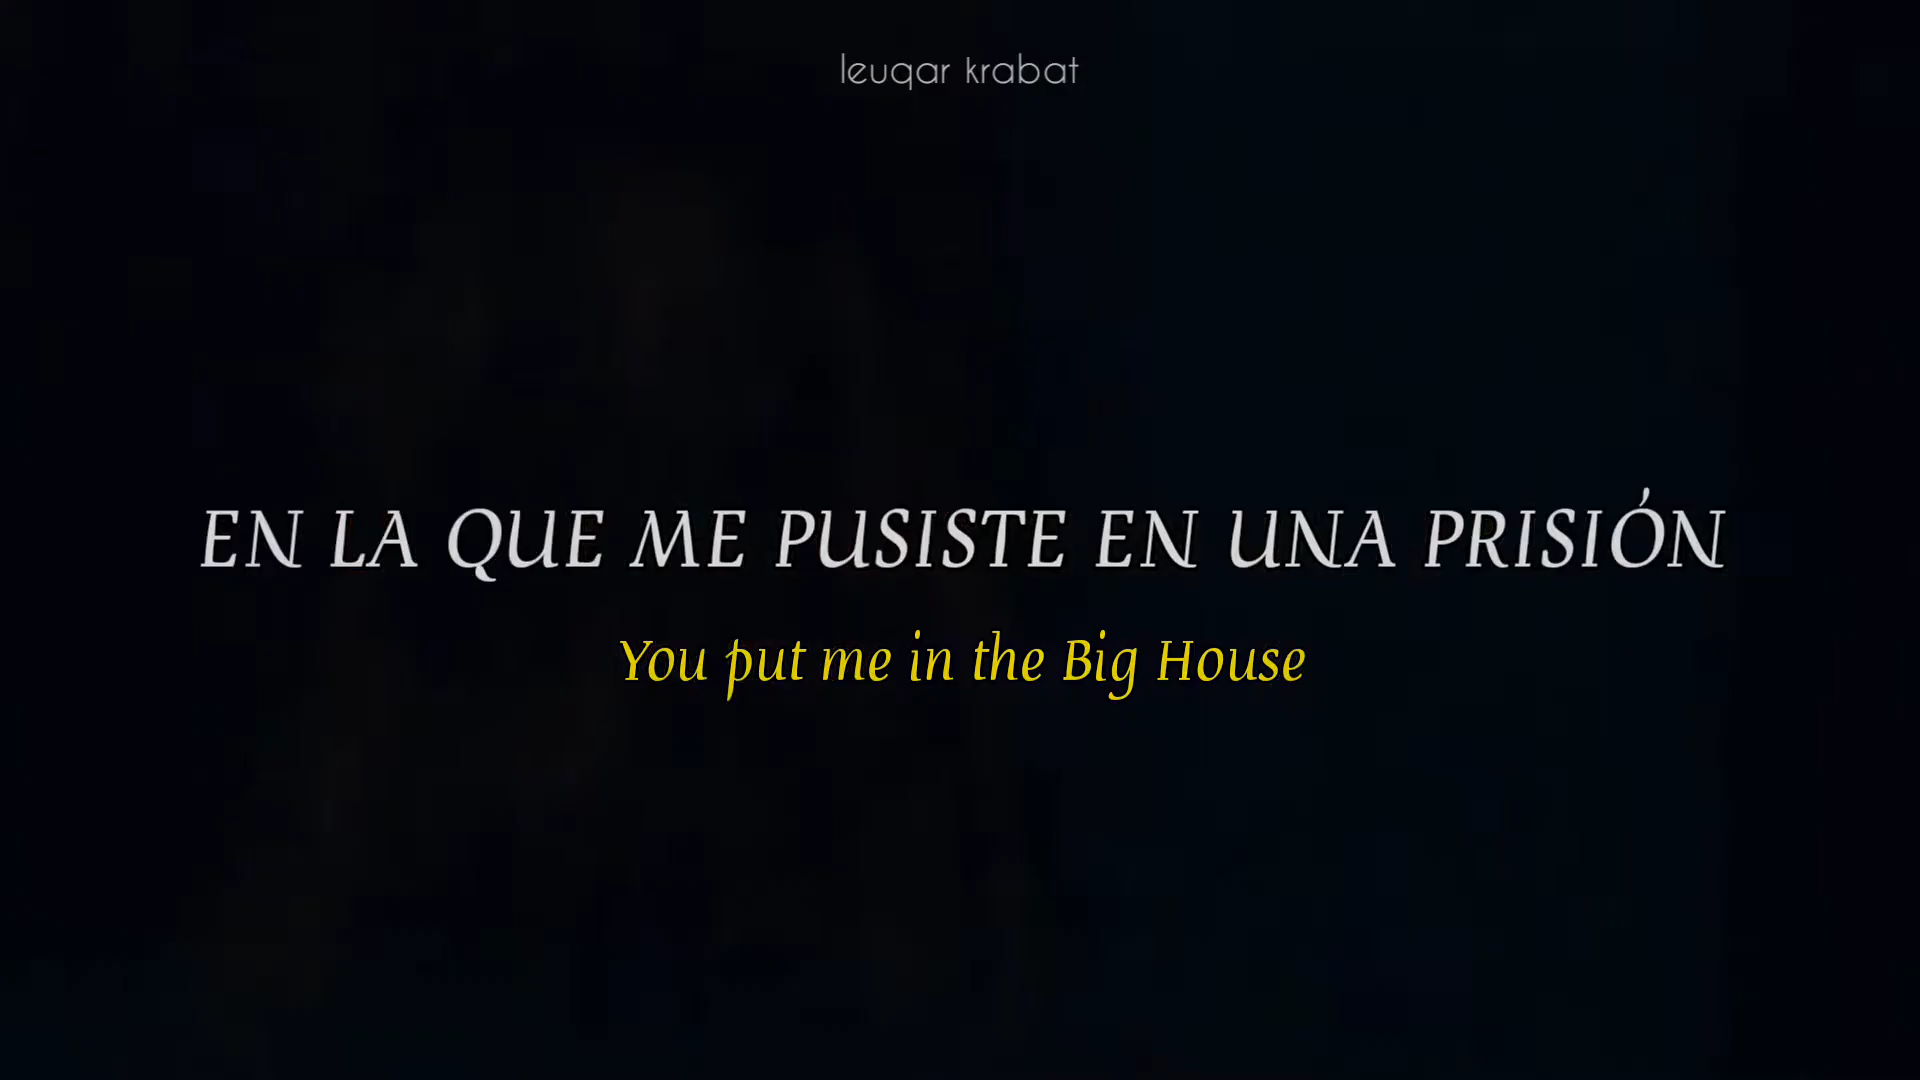 leuqar krabat
EN LA QUE ME PUSISTE EN UNA PRISIÓN
You put me in the Big House